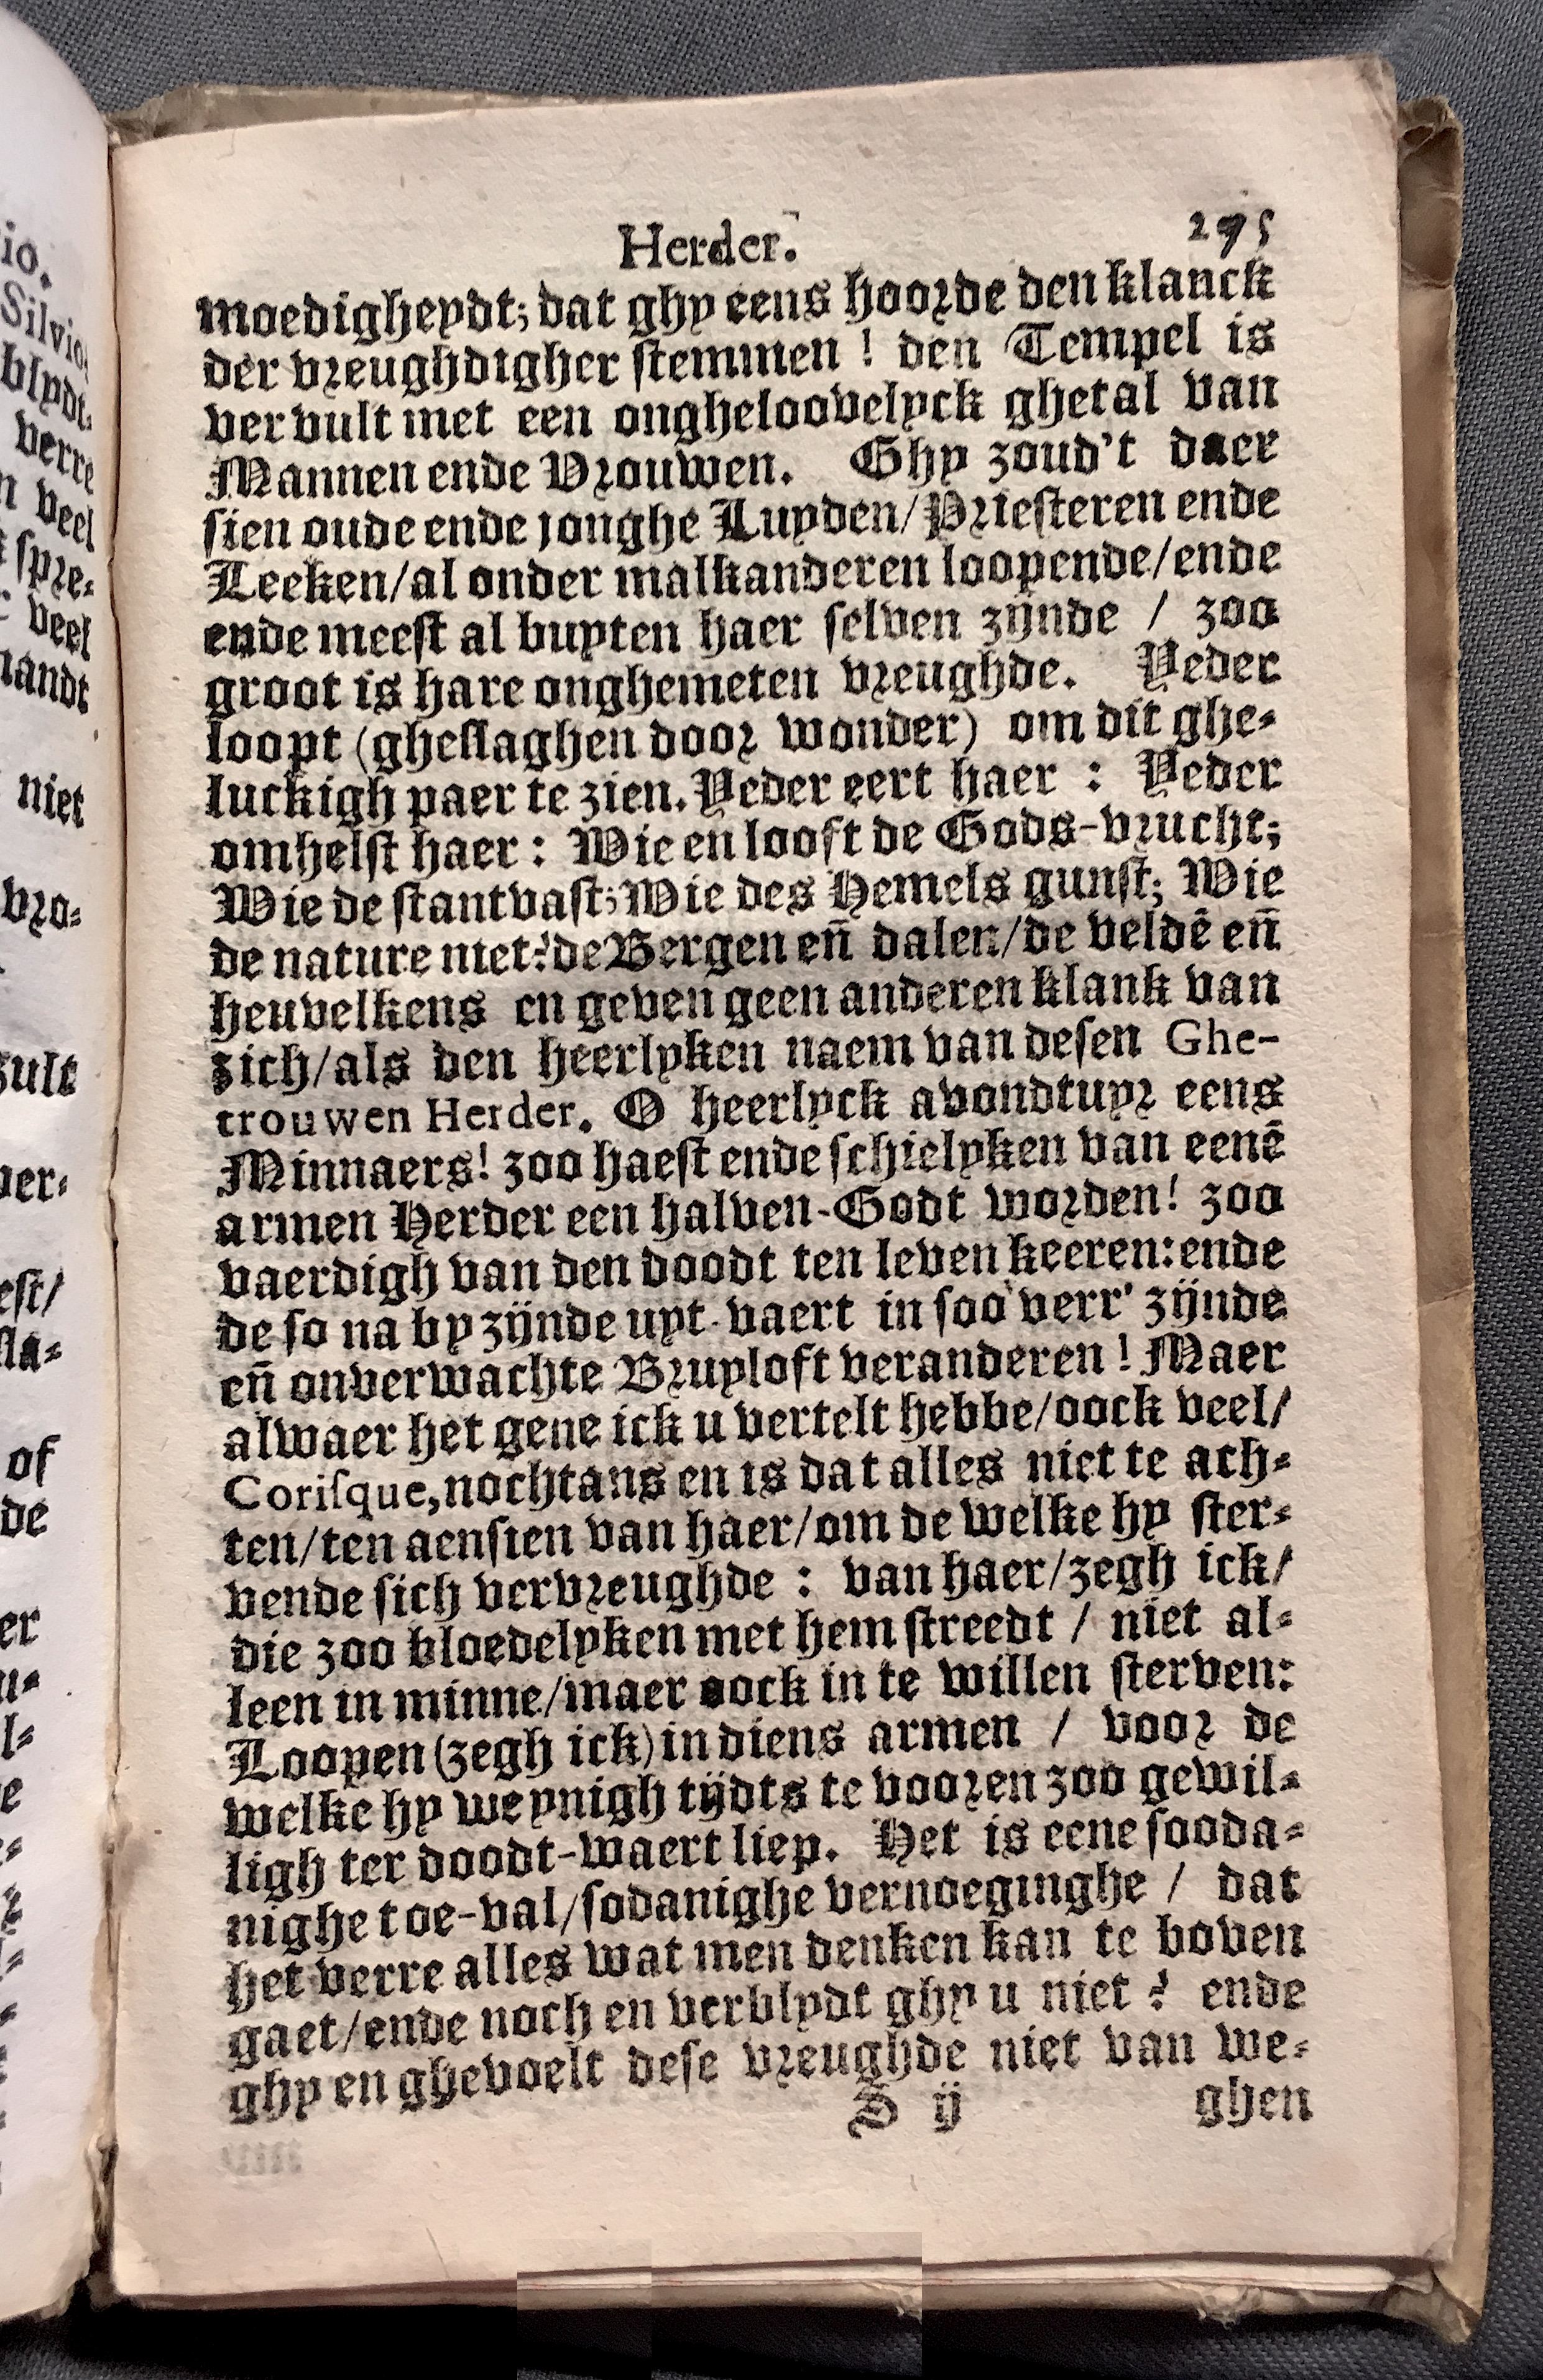 Herder. 295
moedigheydt; dat ghy eens hoorde den klanck
der vreughdigher stemmen ! den Tempel is
vervult met een ongheloovelyck ghetal van
Mannen ende Vrouwen. Ghy zoud't daer
sien oude ende jonghe Luyden/Priesteren ende
Leeken/al onder malkanderen loopende/ende
ende meest al buyten haer selven zijnde / zoo
groot is hare onghemeten vreughde. Yeder
loopt (gheslaghen door wonder) om dit ghe-
luckigh paer te zien. Yeder eert haer : Yeder
omhelst haer : Wie en looft de Gods-vrucht;
Wie de stantvast; Wie des Hemels gunst; Wie
de nature niet? de Bergen eñ dalen/de veldē eñ
heuvelkens en geven geen anderen klank van
zich/als den heerlyken naem van desen Ghe-
trouwen Herder. O heerlyck avondtuyr eens
Minnaers! zoo haest ende schielyken van eenē
armen Herder een halven-Godt worden! zoo
vaerdigh van den doodt ten leven keeren: ende
de so na by zijnde uyt-vaert in soo verr' zijnde
eñ onverwachte Bruyloft veranderen ! Maer
alwaer het gene ick u vertelt hebbe/oock veel/
Corisque, nochtans en is dat alles niet te ach-
ten/ten aensien van haer/om de welke hy ster-
vende sich vervreughde : van haer/zegh ick/
die zoo bloedelyken met hem streedt / niet al-
leen in minne/maer oock in te willen sterven:
Loopen (zegh ick) in diens armen / voor de
welke hy weynigh tijdts te vooren zoo gewil-
ligh ter doodt-waert liep. Het is eene sooda-
nighe toe-val/sodanighe vernoeginghe / dat
het verre alles wat men denken kan te boven
gaet/ende noch en verblydt ghy u niet ? ende
ghy en ghevoelt dese vreughde niet van we-
S ij ghen